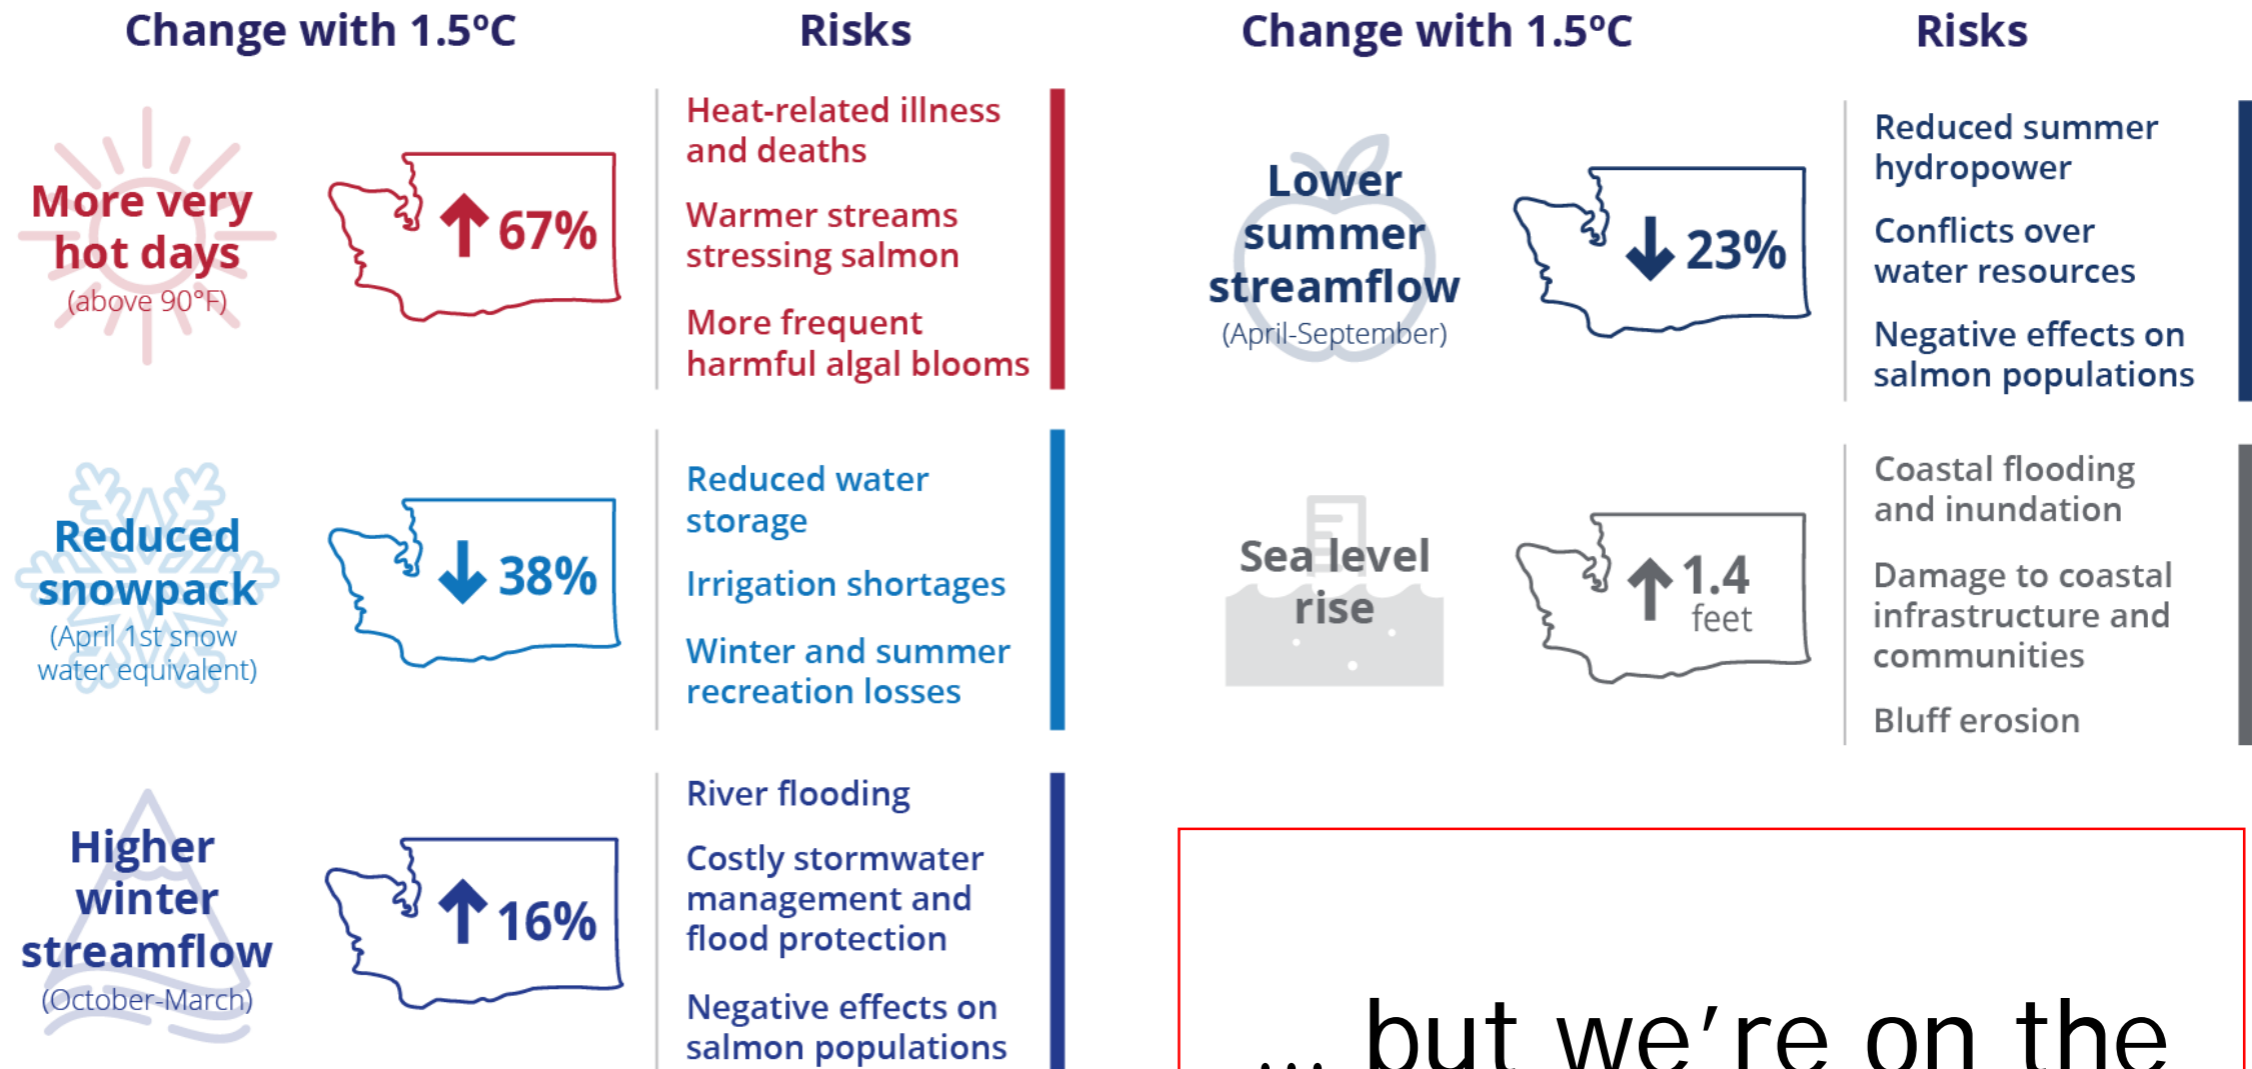 Change with 1.5ºC
Risks
More very
hot days
(above 90°F)
67%
Heat-related illness
and deaths
Warmer streams
stressing salmon
More frequent
harmful algal blooms
Reduced
snowpack
(April 1st snow
water equivalent)
38%
Reduced water
storage
Irrigation shortages
Winter and summer
recreation losses
Higher
winter
streamflow
(October-March)
16%
River flooding
Costly stormwater
management and
flood protection
Negative effects on
salmon populations
Change with 1.5ºC
Risks
Lower
summer
streamflow
(April-September)
23%
Reduced summer
hydropower
Conflicts over
water resources
Negative effects on
salmon populations
Sea level
rise
1.4
feet
Coastal flooding
and inundation
Damage to coastal
infrastructure and
communities
Bluff erosion
... but we’re on the